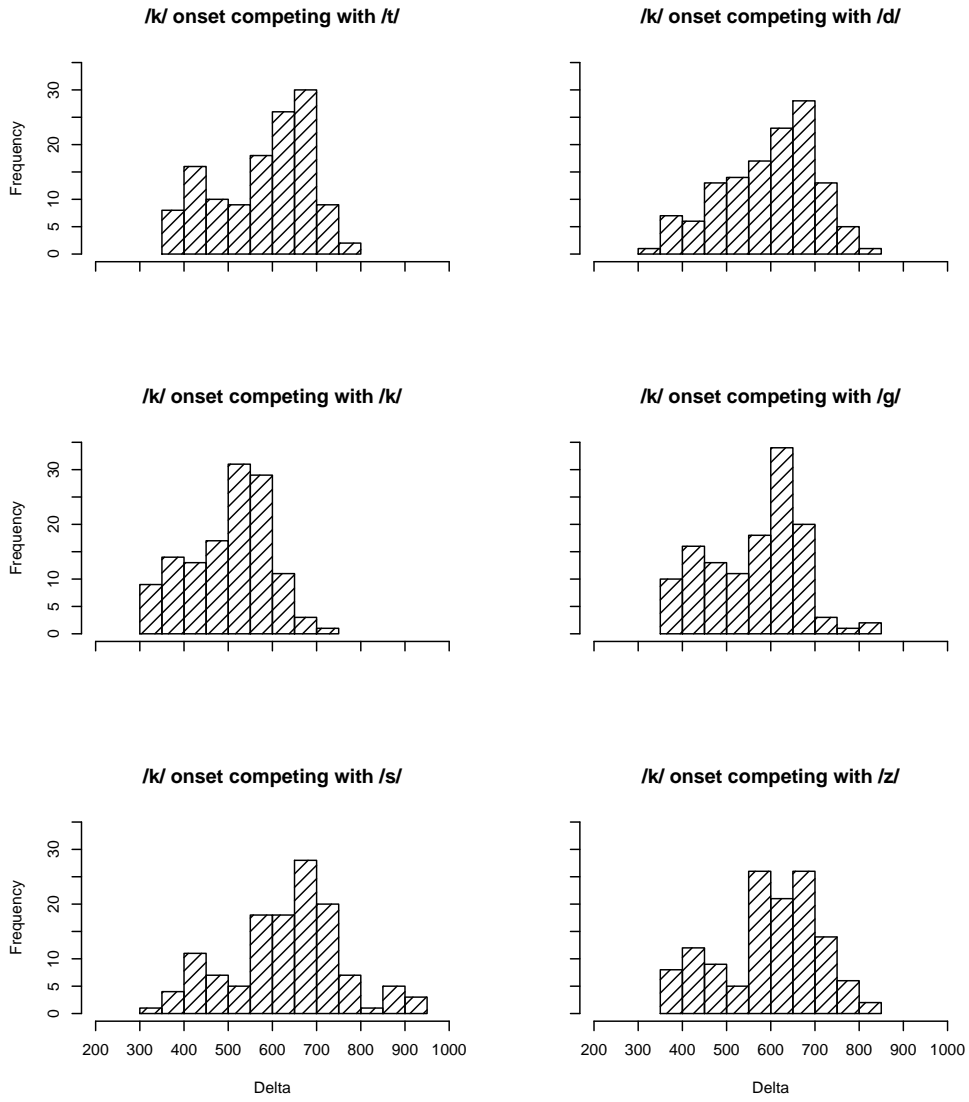 /k/ onset competing with /t/
/k/ onset competing with /d/
Frequency
0 5 10 20 30
/k/ onset competing with /k/
/k/ onset competing with /g/
Frequency
0 5 10 20 30
/k/ onset competing with /s/
/k/ onset competing with /z/
Frequency
0 5 10 20 30
200 300 400 500 600 700 800 900 1000
200 300 400 500 600 700 800 900 1000
Delta
Delta